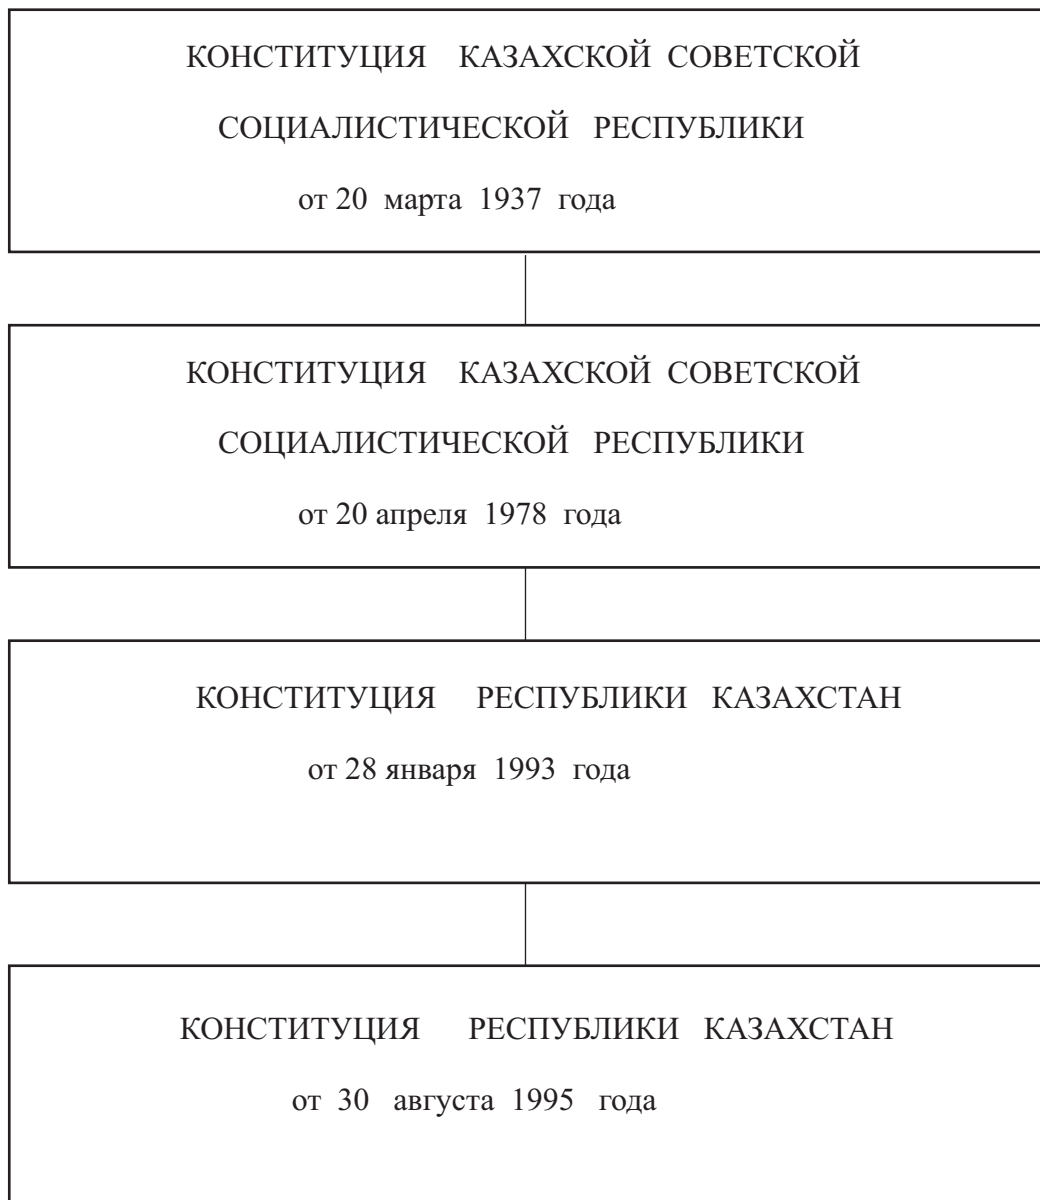 КОНСТИТУЦИЯ КАЗАХСКОЙ СОВЕТСКОЙ
СОЦИАЛИСТИЧЕСКОЙ РЕСПУБЛИКИ
от 20 марта 1937 года
КОНСТИТУЦИЯ КАЗАХСКОЙ СОВЕТСКОЙ
СОЦИАЛИСТИЧЕСКОЙ РЕСПУБЛИКИ
от 20 апреля 1978 года
КОНСТИТУЦИЯ РЕСПУБЛИКИ КАЗАХСТАН
от 28 января 1993 года
КОНСТИТУЦИЯ РЕСПУБЛИКИ КАЗАХСТАН
от 30 августа 1995 года